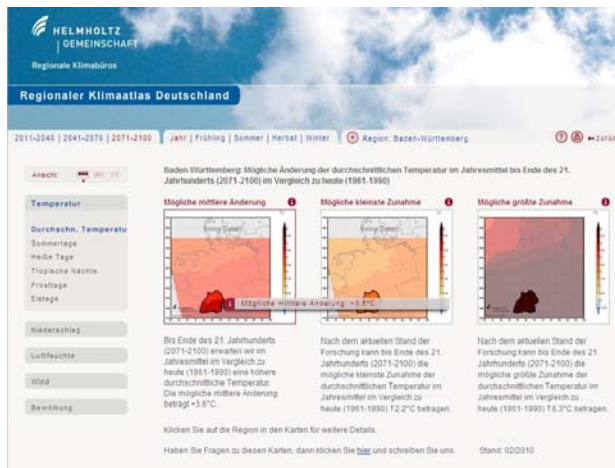 HELMHOLTZ
GEMEINSCHAFT
Regionale Klimabüros
Regionaler Klimaatlas Deutschland
2011-2040 | 2041-2070 | 2071-2100 Jahr | Frühling | Sommer | Herbst | Winter Region: Baden-Württemberg zurück
Ansicht:
Baden-Württemberg: Mögliche Änderung der durchschnittlichen Temperatur im Jahresmittel bis Ende des 21.
Jahrhunderts (2071-2100) im Vergleich zu heute (1961-1990)
Temperatur
Durchschn. Temperatu
Sommertage
Heiße Tage
Tropische Nächte
Frosttage
Eistage
Niederschlag
Luftfeuchte
Wind
Bewölkung
Mögliche mittlere Änderung
Keine Daten!
Mögliche mittlere Änderung: +3.6°C
Bis Ende des 21. Jahrhunderts
(2071-2100) erwarten wir im
Jahresmittel im Vergleich zu
heute (1961-1990) eine höhere
durchschnittliche Temperatur.
Die mögliche mittlere Änderung
beträgt +3.6°C.
Mögliche kleinste Zunahme
Keine Daten!
Nach dem aktuellen Stand der
Forschung kann bis Ende des 21.
Jahrhunderts (2071-2100) die
mögliche kleinste Zunahme der
durchschnittlichen Temperatur im
Jahresmittel im Vergleich zu
heute (1961-1990) ↑2.2°C betragen.
Mögliche größte Zunahme
Nach dem aktuellen Stand der
Forschung kann bis Ende des 21.
Jahrhunderts (2071-2100) die
mögliche größte Zunahme der
durchschnittlichen Temperatur im
Jahresmittel im Vergleich zu
heute (1961-1990) ↑6.3°C betragen.
Klicken Sie auf die Region in den Karten für weitere Details.
Haben Sie Fragen zu diesen Karten, dann klicken Sie hier und schreiben Sie uns. Stand: 02/2010